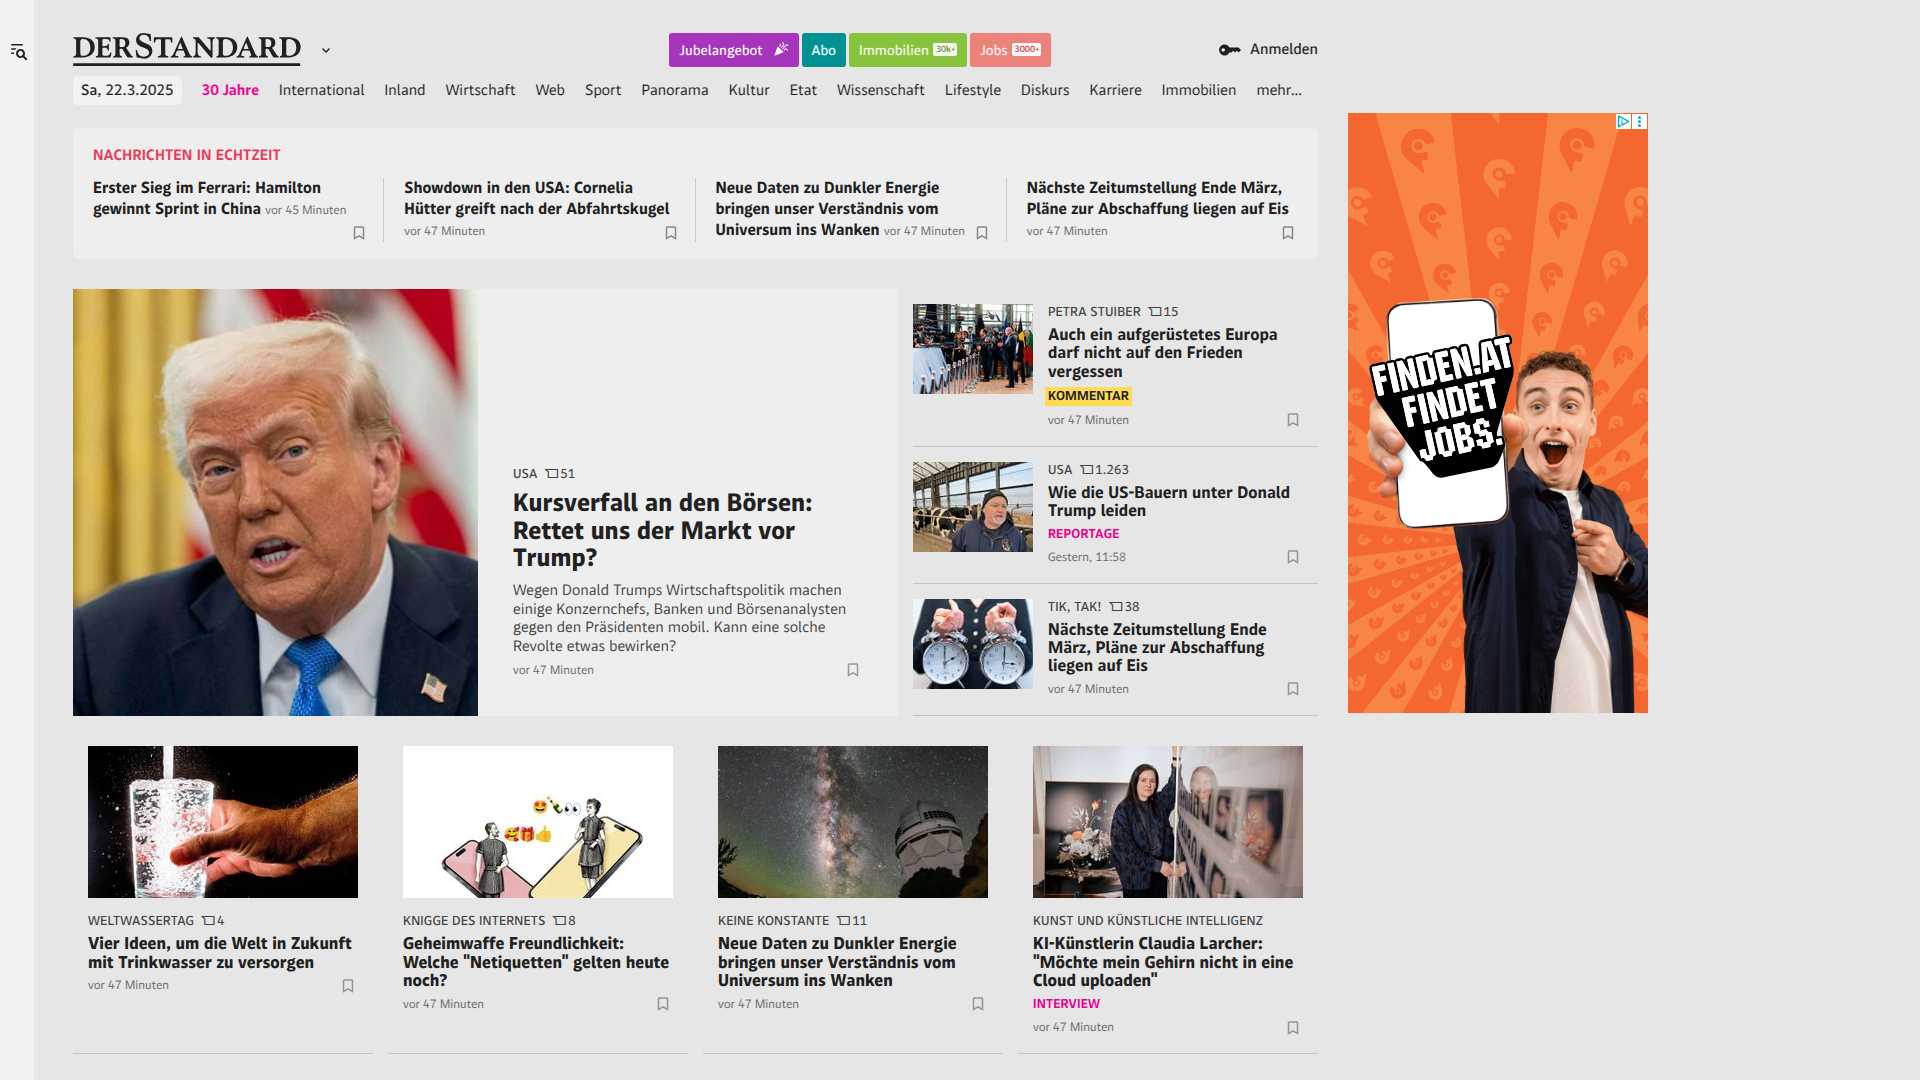 DERSTANDARD
Jubelangebot
Abo
Immobilien 30k+
Jobs 3000+
Anmelden
Sa, 22.3.2025
30 Jahre
International
Inland
Wirtschaft
Web
Sport
Panorama
Kultur
Etat
Wissenschaft
Lifestyle
Diskurs
Karriere
Immobilien
mehr...
NACHRICHTEN IN ECHTZEIT
Erster Sieg im Ferrari: Hamilton
gewinnt Sprint in China vor 45 Minuten
Showdown in den USA: Cornelia
Hütter greift nach der Abfahrtskugel
vor 47 Minuten
Neue Daten zu Dunkler Energie
bringen unser Verständnis vom
Universum ins Wanken vor 47 Minuten
Nächste Zeitumstellung Ende März,
Pläne zur Abschaffung liegen auf Eis
vor 47 Minuten
USA 51
Kursverfall an den Börsen:
Rettet uns der Markt vor
Trump?
Wegen Donald Trumps Wirtschaftspolitik machen
einige Konzernchefs, Banken und Börsenanalysten
gegen den Präsidenten mobil. Kann eine solche
Revolte etwas bewirken?
vor 47 Minuten
PETRA STUIBER 15
Auch ein aufgerüstetes Europa
darf nicht auf den Frieden
vergessen
KOMMENTAR
vor 47 Minuten
USA 1.263
Wie die US-Bauern unter Donald
Trump leiden
REPORTAGE
Gestern, 11:58
TIK, TAK! 38
Nächste Zeitumstellung Ende
März, Pläne zur Abschaffung
liegen auf Eis
vor 47 Minuten
FINDEN.AT
FINDET
JOBS.
WELTWASSERTAG 4
Vier Ideen, um die Welt in Zukunft
mit Trinkwasser zu versorgen
vor 47 Minuten
KNIGGE DES INTERNETS 8
Geheimwaffe Freundlichkeit:
Welche "Netiquetten" gelten heute
noch?
vor 47 Minuten
KEINE KONSTANTE 11
Neue Daten zu Dunkler Energie
bringen unser Verständnis vom
Universum ins Wanken
vor 47 Minuten
KUNST UND KÜNSTLICHE INTELLIGENZ
KI-Künstlerin Claudia Larcher:
"Möchte mein Gehirn nicht in eine
Cloud uploaden"
INTERVIEW
vor 47 Minuten